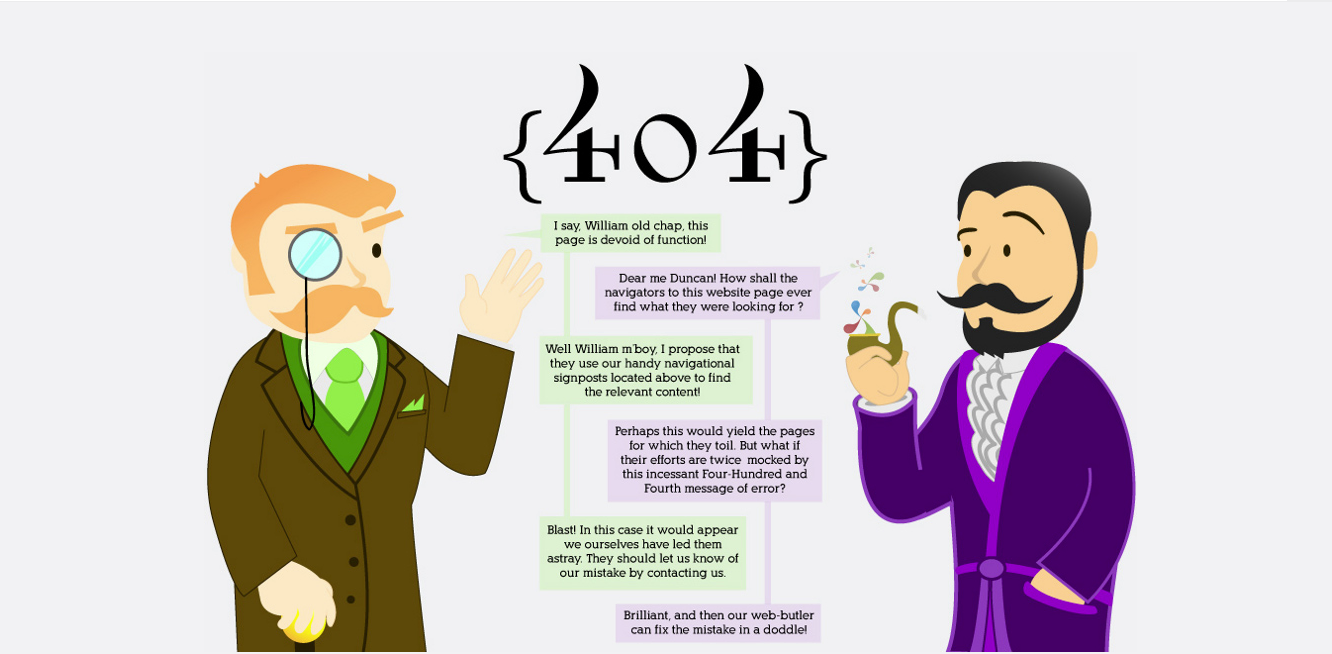 {404}
I say, William old chap, this
page is devoid of function!
Dear me Duncan! How shall the
navigators to this website page ever
find what they were looking for ?
Well William m'boy, I propose that
they use our handy navigational
signposts located above to find
the relevant content!
Perhaps this would yield the pages
for which they toil. But what if
their efforts are twice mocked by
this incessant Four-Hundred and
Fourth message of error?
Blast! In this case it would appear
we ourselves have led them
astray. They should let us know of
our mistake by contacting us.
Brilliant, and then our web-butler
can fix the mistake in a doddle!